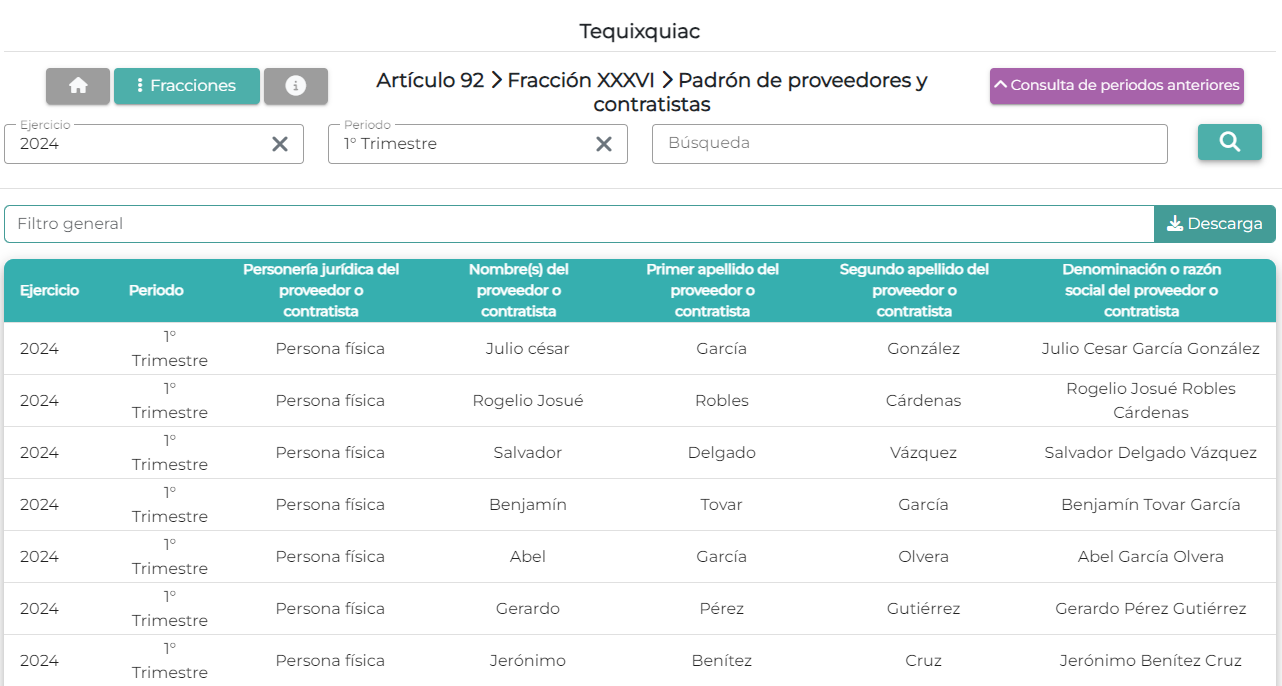 Tequixquiac
Fracciones
Artículo 92 > Fracción XXXVI > Padrón de proveedores y
contratistas
Consulta de periodos anteriores
Ejercicio
2024
Periodo
1° Trimestre
Búsqueda
Filtro general
Descarga
Ejercicio
Periodo
Personería jurídica del
proveedor o
contratista
Nombre(s) del
proveedor o
contratista
Primer apellido del
proveedor o
contratista
Segundo apellido del
proveedor o
contratista
Denominación o razón
social del proveedor o
contratista
2024
1°
Trimestre
Persona física
Julio césar
García
González
Julio Cesar García González
2024
1°
Trimestre
Persona física
Rogelio Josué
Robles
Cárdenas
Rogelio Josué Robles
Cárdenas
2024
1°
Trimestre
Persona física
Salvador
Delgado
Vázquez
Salvador Delgado Vázquez
2024
1°
Trimestre
Persona física
Benjamín
Tovar
García
Benjamín Tovar García
2024
1°
Trimestre
Persona física
Abel
García
Olvera
Abel García Olvera
2024
1°
Trimestre
Persona física
Gerardo
Pérez
Gutiérrez
Gerardo Pérez Gutiérrez
2024
1°
Trimestre
Persona física
Jerónimo
Benítez
Cruz
Jerónimo Benítez Cruz